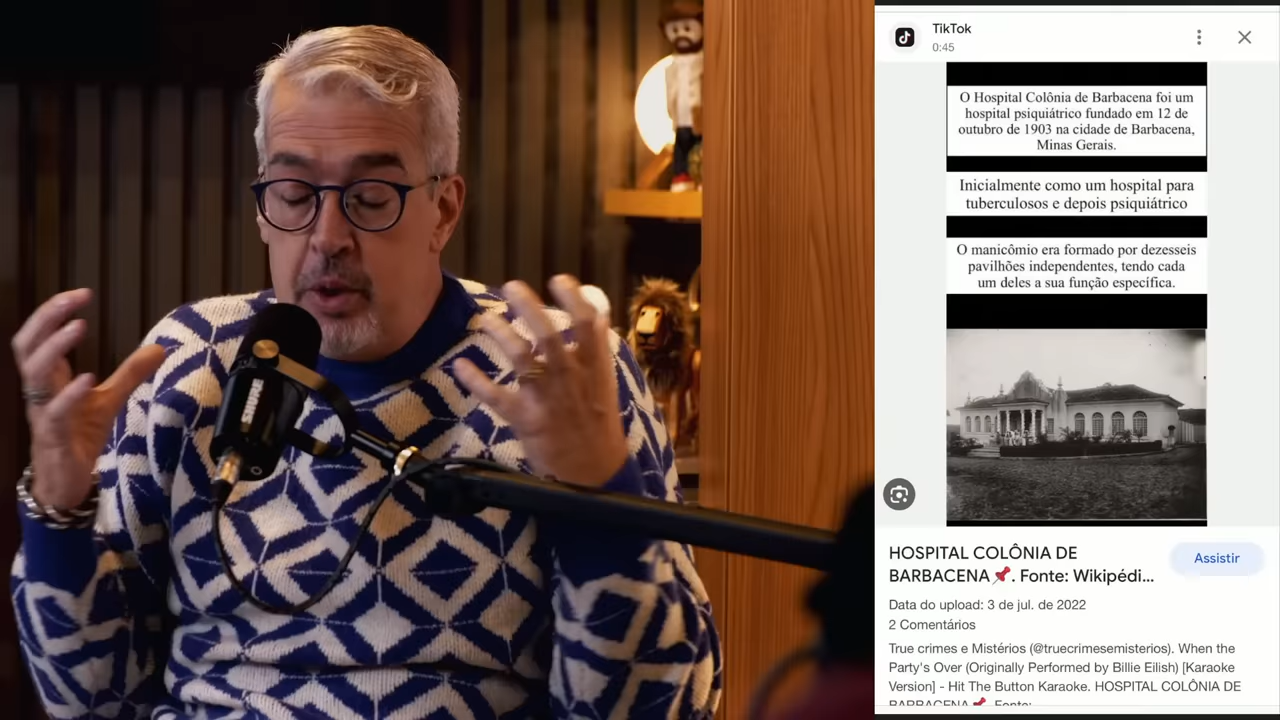 TikTok
0:45
O Hospital Colônia de Barbacena foi um
hospital psiquiátrico fundado em 12 de
outubro de 1903 na cidade de Barbacena,
Minas Gerais.
Inicialmente como um hospital para
tuberculosos e depois psiquiátrico
O manicômio era formado por dezesseis
pavilhões independentes, tendo cada
um deles a sua função específica.
HOSPITAL COLÔNIA DE
BARBACENA📌. Fonte: Wikipédi...
Assistir
Data do upload: 3 de jul. de 2022
2 Comentários
True crimes e Mistérios (@truecrimesemisterios). When the
Party's Over (Originally Performed by Billie Eilish) [Karaoke
Version] - Hit The Button Karaoke. HOSPITAL COLÔNIA DE
BARBACENA📌. Fonte:
SHURE